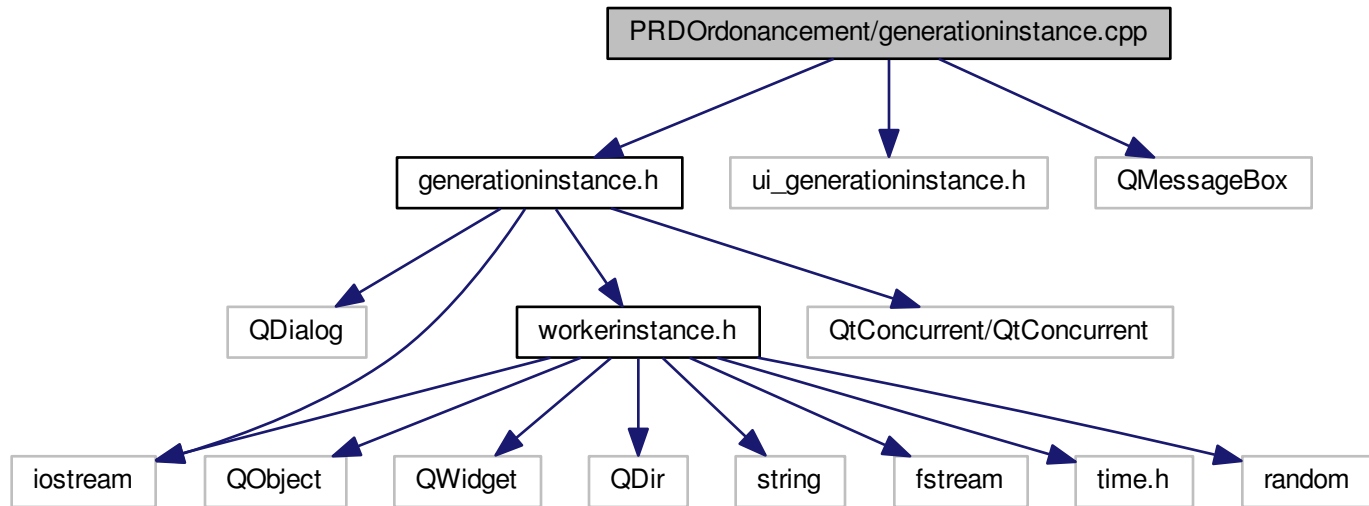 PRDOrdonancement/generationinstance.cpp
generationinstance.h
ui_generationinstance.h
QMessageBox
QDialog
workerinstance.h
QtConcurrent/QtConcurrent
iostream
QObject
QWidget
QDir
string
fstream
time.h
random